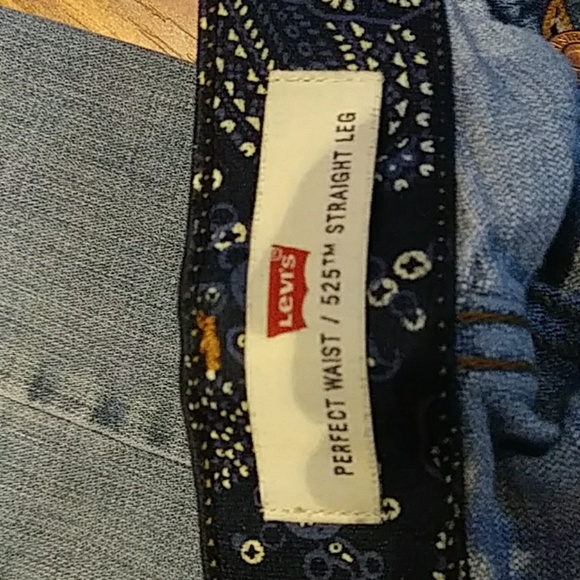 Levi's®
PERFECT WAIST / 525™ STRAIGHT LEG